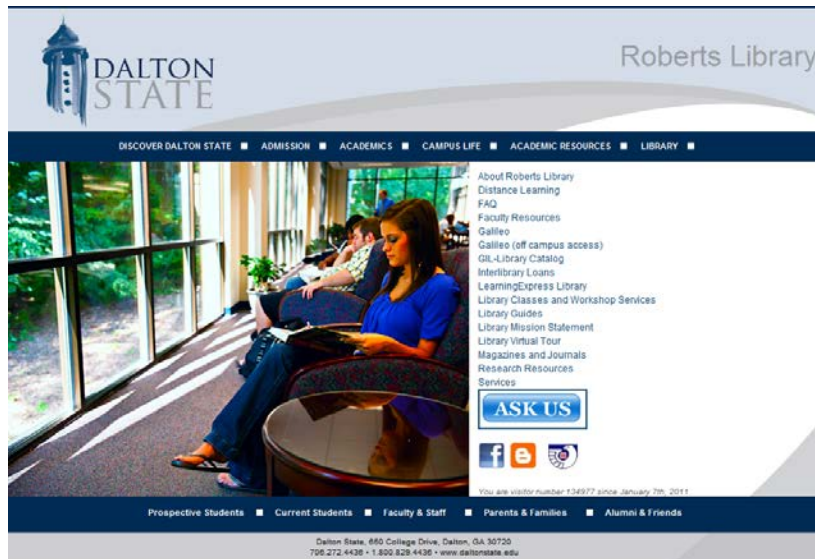 DALTON
STATE
Roberts Library
DISCOVER DALTON STATE ADMISSION ACADEMICS CAMPUS LIFE ACADEMIC RESOURCES LIBRARY
About Roberts Library
Distance Learning
FAQ
Faculty Resources
Galileo
Galileo (off campus access)
GIL-Library Catalog
Interlibrary Loans
LearningExpress Library
Library Classes and Workshop Services
Library Guides
Library Mission Statement
Library Virtual Tour
Magazines and Journals
Research Resources
Services
ASK US
You are visitor number 134977 since January 7th, 2011
Prospective Students Current Students Faculty & Staff Parents & Families Alumni & Friends
Dalton State, 650 College Drive, Dalton, GA 30720
706.272.4436 • 1.800.829.4436 • www.daltonstate.edu